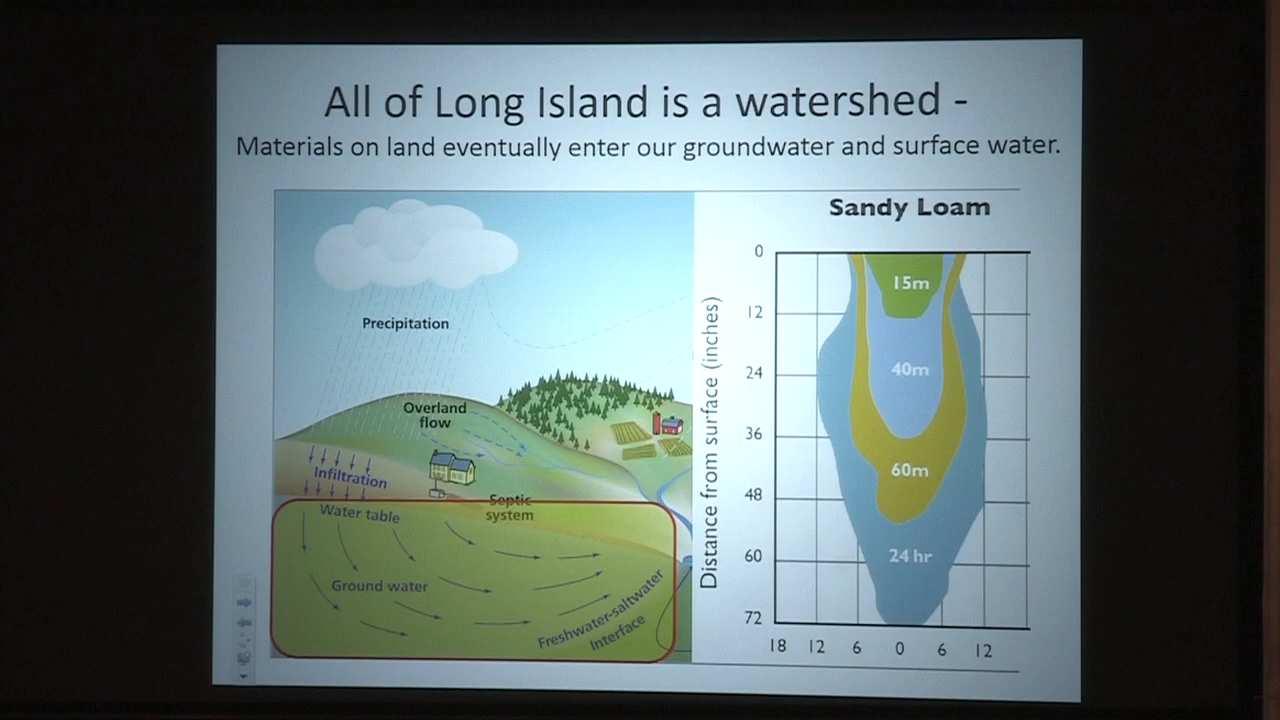 All of Long Island is a watershed -
Materials on land eventually enter our groundwater and surface water.
Precipitation
Overland
flow
Infiltration
Septic
system
Water table
Ground water
Freshwater-saltwater
Interface
Sandy Loam
Distance from surface (inches)
0
12
24
36
48
60
72
15m
40m
60m
24 hr
18 12 6 0 6 12